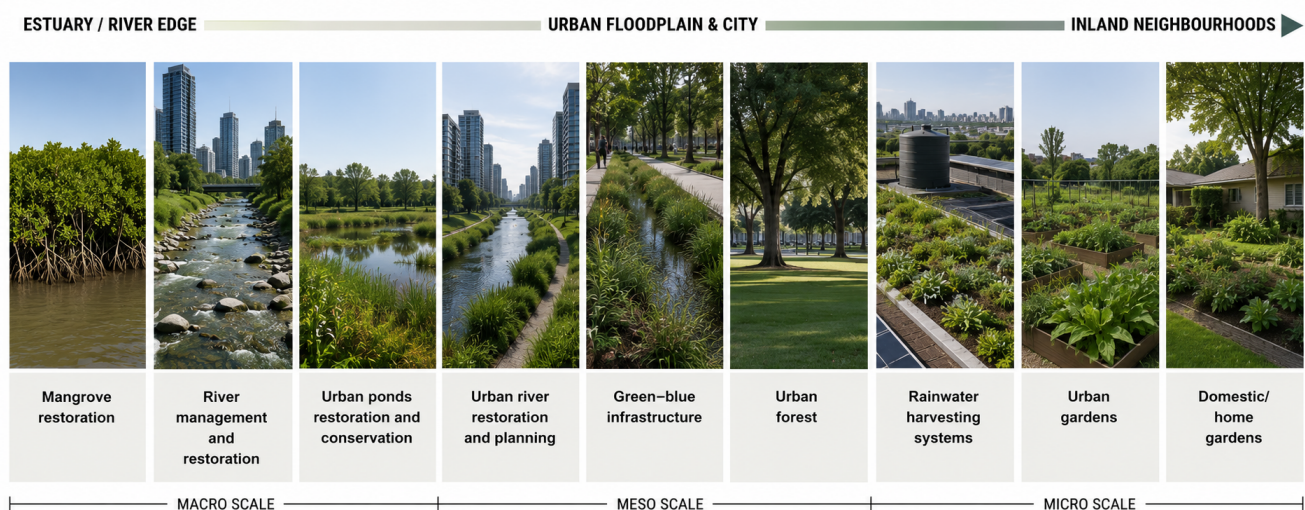 ESTUARY / RIVER EDGE
URBAN FLOODPLAIN & CITY
INLAND NEIGHBOURHOODS
Mangrove
restoration
River
management
and
restoration
Urban ponds
restoration and
conservation
Urban river
restoration
and planning
Green–blue
infrastructure
Urban
forest
Rainwater
harvesting
systems
Urban
gardens
Domestic/
home
gardens
MACRO SCALE
MESO SCALE
MICRO SCALE